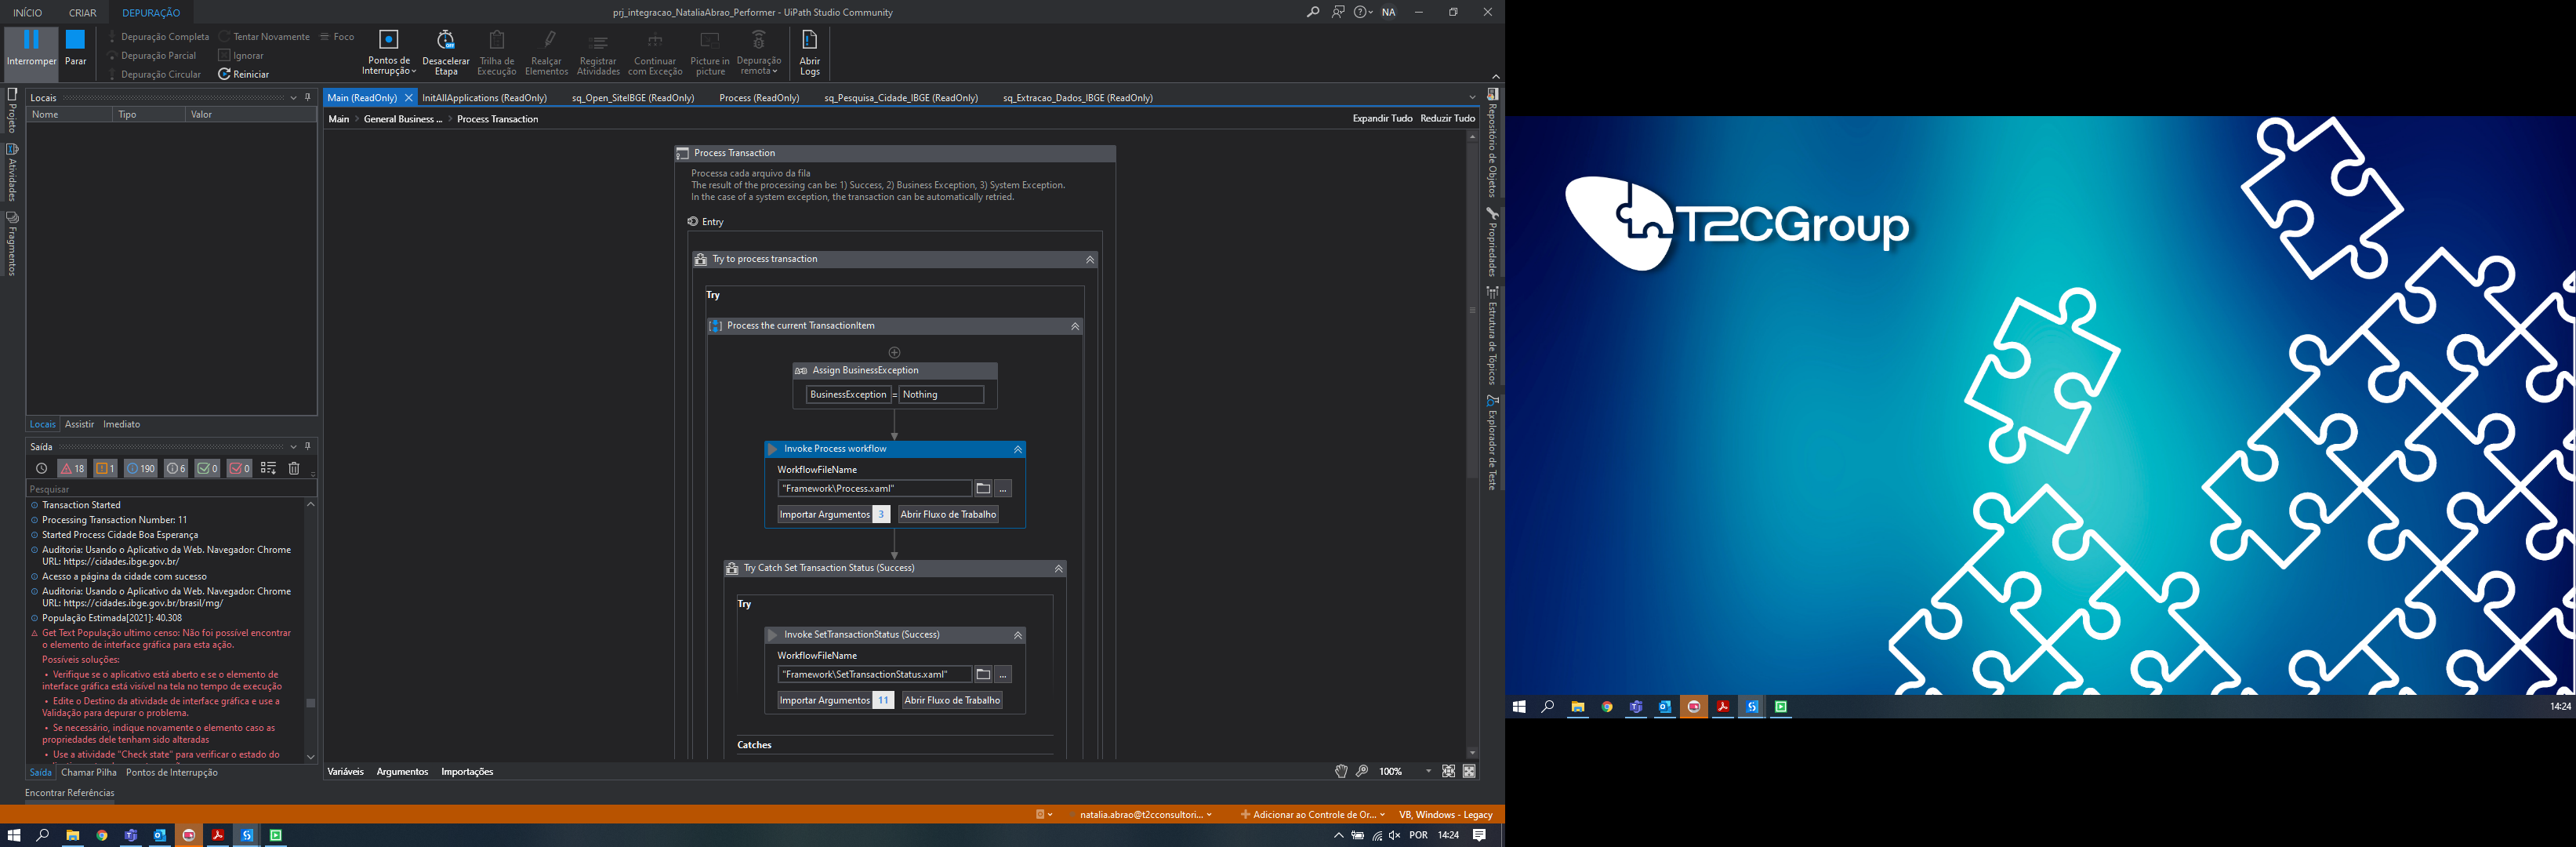 INÍCIO CRIAR DEPURAÇÃO
prj_integracao_NataliaAbrao_Performer - UiPath Studio Community
NA
Interromper
Parar
Depuração Completa
Depuração Parcial
Depuração Circular
Tentar Novamente
Ignorar
Reiniciar
Foco
Pontos de
Interrupção
Desacelerar
Etapa
Trilha de
Execução
Realçar
Elementos
Registrar
Atividades
Continuar
com Exceção
Picture in
picture
Depuração
remota
Abrir
Logs
Projeto
Atividades
Fragmentos
Locais
Nome Tipo Valor
Locais Assistir Imediato
Saída
18 1 190 6 0 0
Pesquisar
Transaction Started
Processing Transaction Number: 11
Started Process Cidade Boa Esperança
Auditoria: Usando o Aplicativo da Web. Navegador: Chrome
URL: https://cidades.ibge.gov.br/
Acesso a página da cidade com sucesso
Auditoria: Usando o Aplicativo da Web. Navegador: Chrome
URL: https://cidades.ibge.gov.br/brasil/mg/
População Estimada[2021]: 40.308
Get Text População ultimo censo: Não foi possível encontrar
o elemento de interface gráfica para esta ação.
Possíveis soluções:
• Verifique se o aplicativo está aberto e se o elemento de
interface gráfica está visível na tela no tempo de execução
• Edite o Destino da atividade de interface gráfica e use a
Validação para depurar o problema.
• Se necessário, indique novamente o elemento caso as
propriedades dele tenham sido alteradas
• Use a atividade "Check state" para verificar o estado do
Saída Chamar Pilha Pontos de Interrupção
Encontrar Referências
Main (ReadOnly) InitAllApplications (ReadOnly) sq_Open_SiteIBGE (ReadOnly) Process (ReadOnly) sq_Pesquisa_Cidade_IBGE (ReadOnly) sq_Extracao_Dados_IBGE (ReadOnly)
Main > General Business ... > Process Transaction
Expandir Tudo Reduzir Tudo
Process Transaction
Processa cada arquivo da fila
The result of the processing can be: 1) Success, 2) Business Exception, 3) System Exception.
In the case of a system exception, the transaction can be automatically retried.
Entry
Try to process transaction
Try
Process the current TransactionItem
Assign BusinessException
BusinessException = Nothing
Invoke Process workflow
WorkflowFileName
"Framework\Process.xaml"
...
Importar Argumentos 3 Abrir Fluxo de Trabalho
Try Catch Set Transaction Status (Success)
Try
Invoke SetTransactionStatus (Success)
WorkflowFileName
"Framework\SetTransactionStatus.xaml"
...
Importar Argumentos 11 Abrir Fluxo de Trabalho
Catches
Variáveis Argumentos Importações
100%
Repositório de Objetos
Propriedades
Estrutura de Tópicos
Explorador de Teste
natalia.abrao@t2cconsultori...
Adicionar ao Controle de Or...
VB, Windows - Legacy
POR 14:24
T2CGroup
14:24